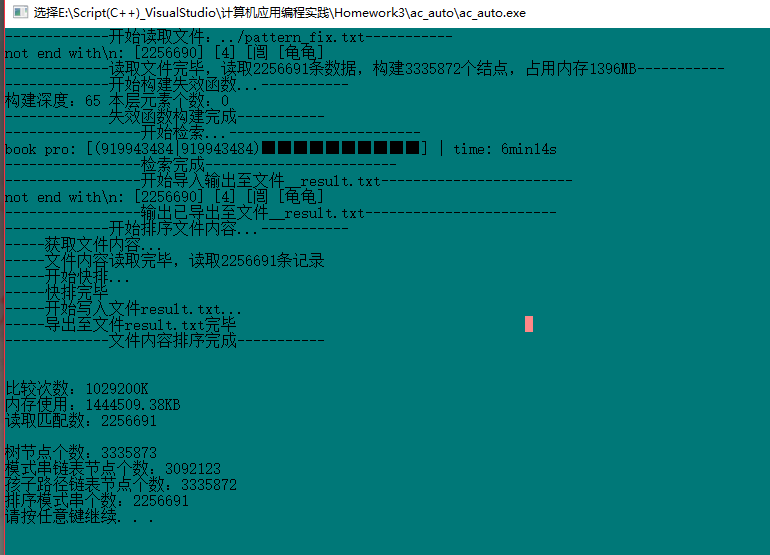 选择E:\Script(C++)_VisualStudio\计算机应用编程实践\Homework3\ac_auto\ac_auto.exe
-------------开始读取文件：../pattern_fix.txt-----------
not end with\n: [2256690] [4] [闿 [龟龟]
-------------读取文件完毕，读取2256691条数据，构建3335872个结点，占用内存1396MB-----------
-------------开始构建失效函数...-----------
构建深度：65 本层元素个数：0
-------------失效函数构建完成-----------
-----------------开始检索...------------------------
book pro: [(919943484|919943484)■■■■■■■■■■] | time: 6min14s
-----------------检索完成------------------------
-----------------开始导入输出至文件__result.txt------------------------
not end with\n: [2256690] [4] [闿 [龟龟]
-----------------输出已导出至文件__result.txt------------------------
-------------开始排序文件内容...-----------
-----获取文件内容...
-----文件内容读取完毕，读取2256691条记录
-----开始快排...
-----快排完毕
-----开始写入文件result.txt...
-----导出至文件result.txt完毕
-------------文件内容排序完成-----------
比较次数：1029200K
内存使用：1444509.38KB
读取匹配数：2256691
树节点个数：3335873
模式串链表节点个数：3092123
孩子路径链表节点个数：3335872
排序模式串个数：2256691
请按任意键继续. . .